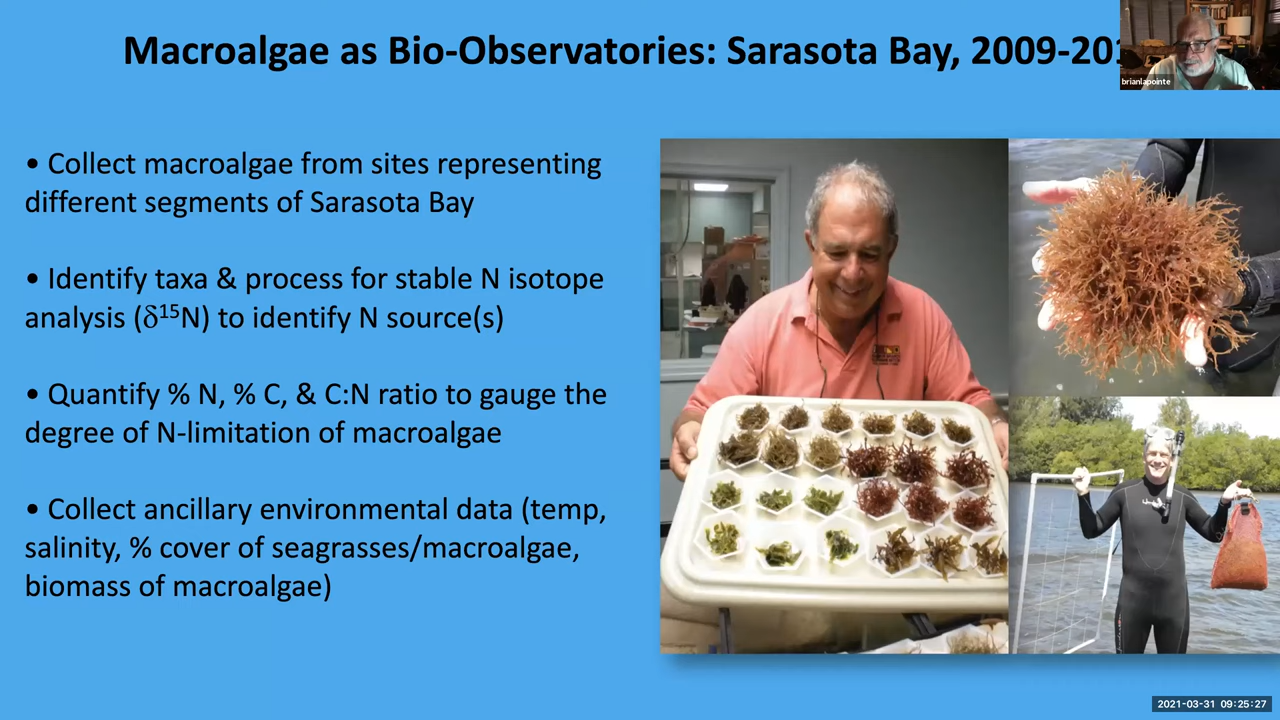 Macroalgae as Bio-Observatories: Sarasota Bay, 2009-201
brianlapointe
• Collect macroalgae from sites representing
different segments of Sarasota Bay
• Identify taxa & process for stable N isotope
analysis (δ¹⁵N) to identify N source(s)
• Quantify % N, % C, & C:N ratio to gauge the
degree of N-limitation of macroalgae
• Collect ancillary environmental data (temp,
salinity, % cover of seagrasses/macroalgae,
biomass of macroalgae)
2021-03-31 09:25:27